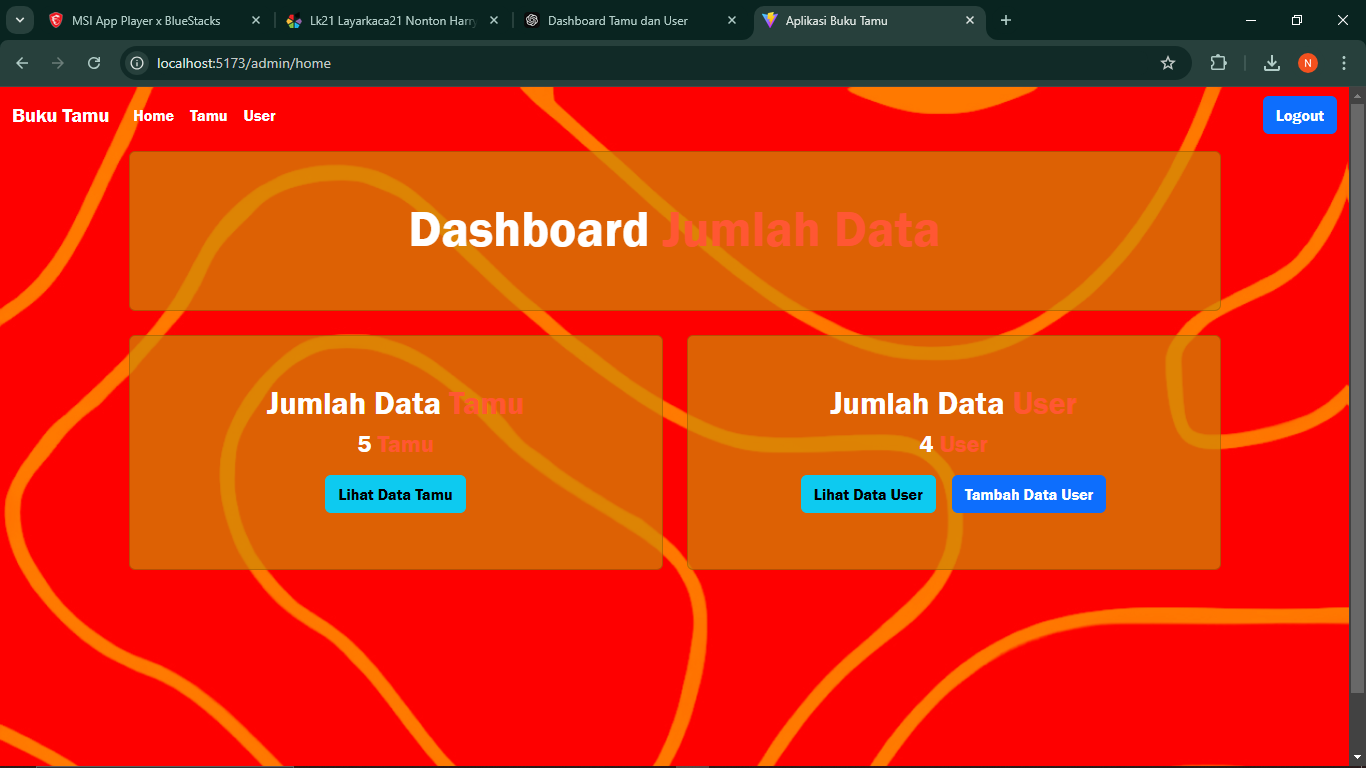 MSI App Player x BlueStacks
Lk21 Layarkaca21 Nonton Harry
Dashboard Tamu dan User
Aplikasi Buku Tamu
localhost:5173/admin/home
N
Buku Tamu
Home
Tamu
User
Logout
Dashboard Jumlah Data
Jumlah Data Tamu
5 Tamu
Lihat Data Tamu
Jumlah Data User
4 User
Lihat Data User
Tambah Data User